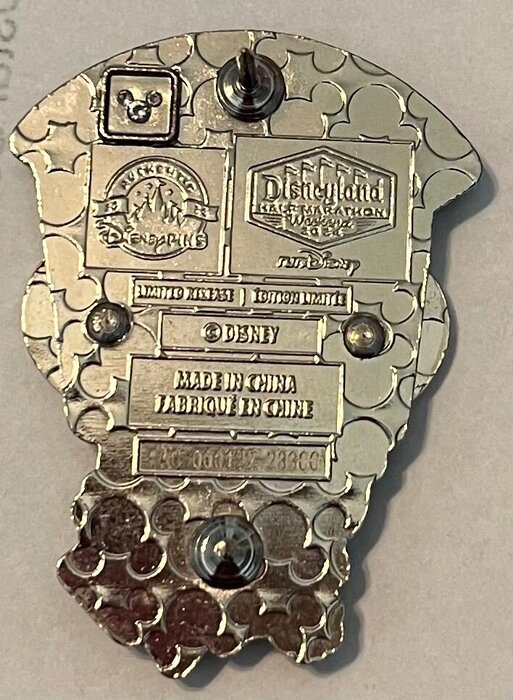 AUTHENTIC
DISNEY PINS
Disneyland
HALF MARATHON
Weekend
runDisney
LIMITED RELEASE | ÉDITION LIMITÉE
© DISNEY
MADE IN CHINA
FABRIQUÉ EN CHINE